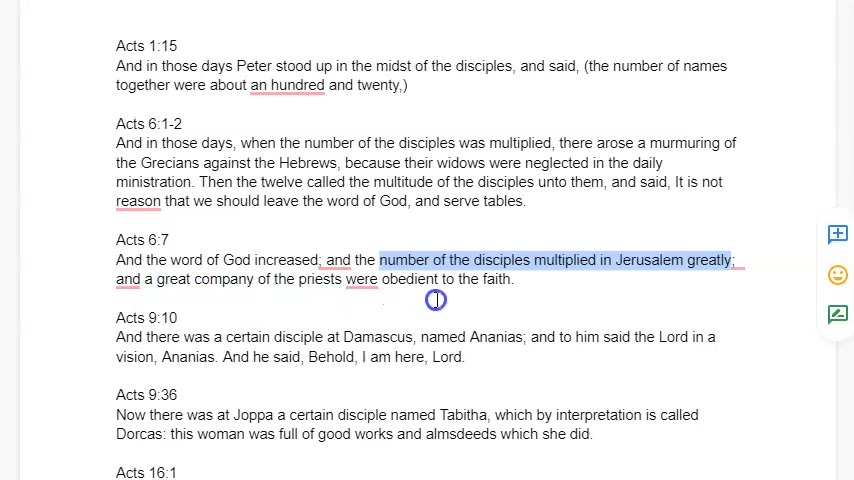 Acts 1:15
And in those days Peter stood up in the midst of the disciples, and said, (the number of names
together were about an hundred and twenty,)
Acts 6:1-2
And in those days, when the number of the disciples was multiplied, there arose a murmuring of
the Grecians against the Hebrews, because their widows were neglected in the daily
ministration. Then the twelve called the multitude of the disciples unto them, and said, It is not
reason that we should leave the word of God, and serve tables.
Acts 6:7
And the word of God increased; and the number of the disciples multiplied in Jerusalem greatly;
and a great company of the priests were obedient to the faith.
Acts 9:10
And there was a certain disciple at Damascus, named Ananias; and to him said the Lord in a
vision, Ananias. And he said, Behold, I am here, Lord.
Acts 9:36
Now there was at Joppa a certain disciple named Tabitha, which by interpretation is called
Dorcas: this woman was full of good works and almsdeeds which she did.
Acts 16:1